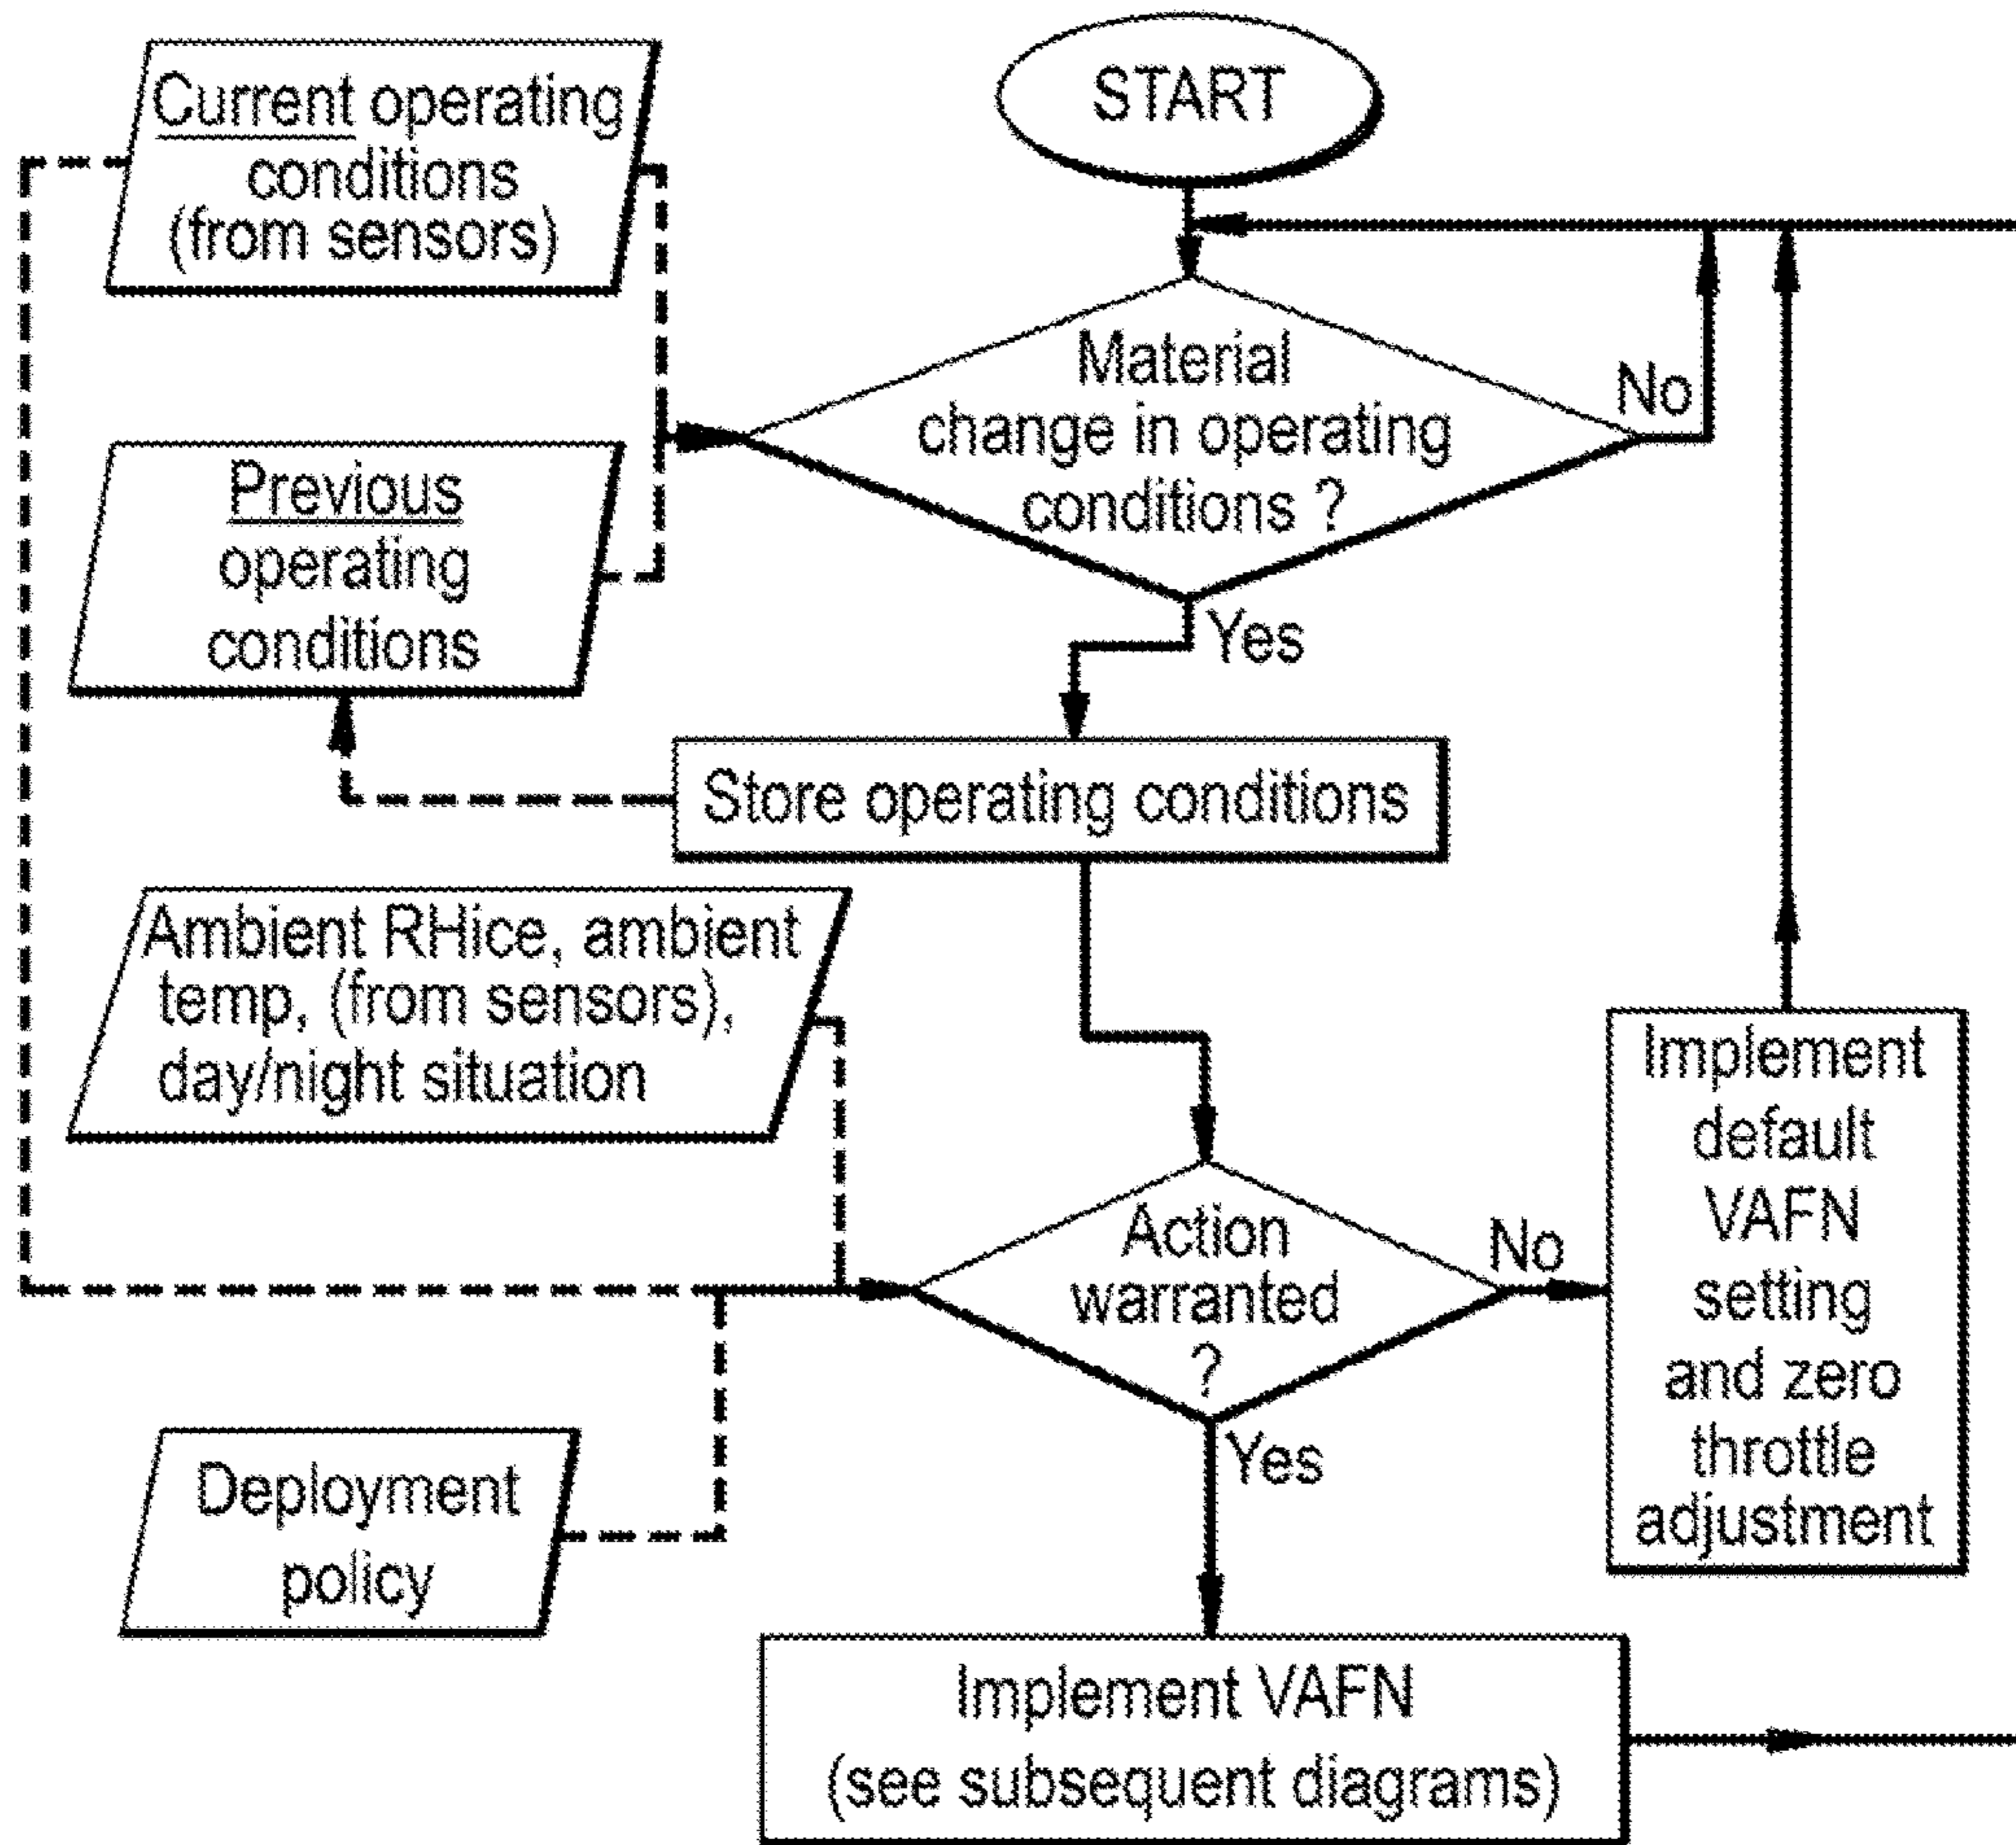 START
Current operating
conditions
(from sensors)
Material
change in operating
conditions ?
No
Previous
operating
conditions
Yes
Store operating conditions
Ambient RHice, ambient
temp, (from sensors),
day/night situation
Action
warranted
?
No
Implement
default
VAFN
setting
and zero
throttle
adjustment
Yes
Deployment
policy
Implement VAFN
(see subsequent diagrams)